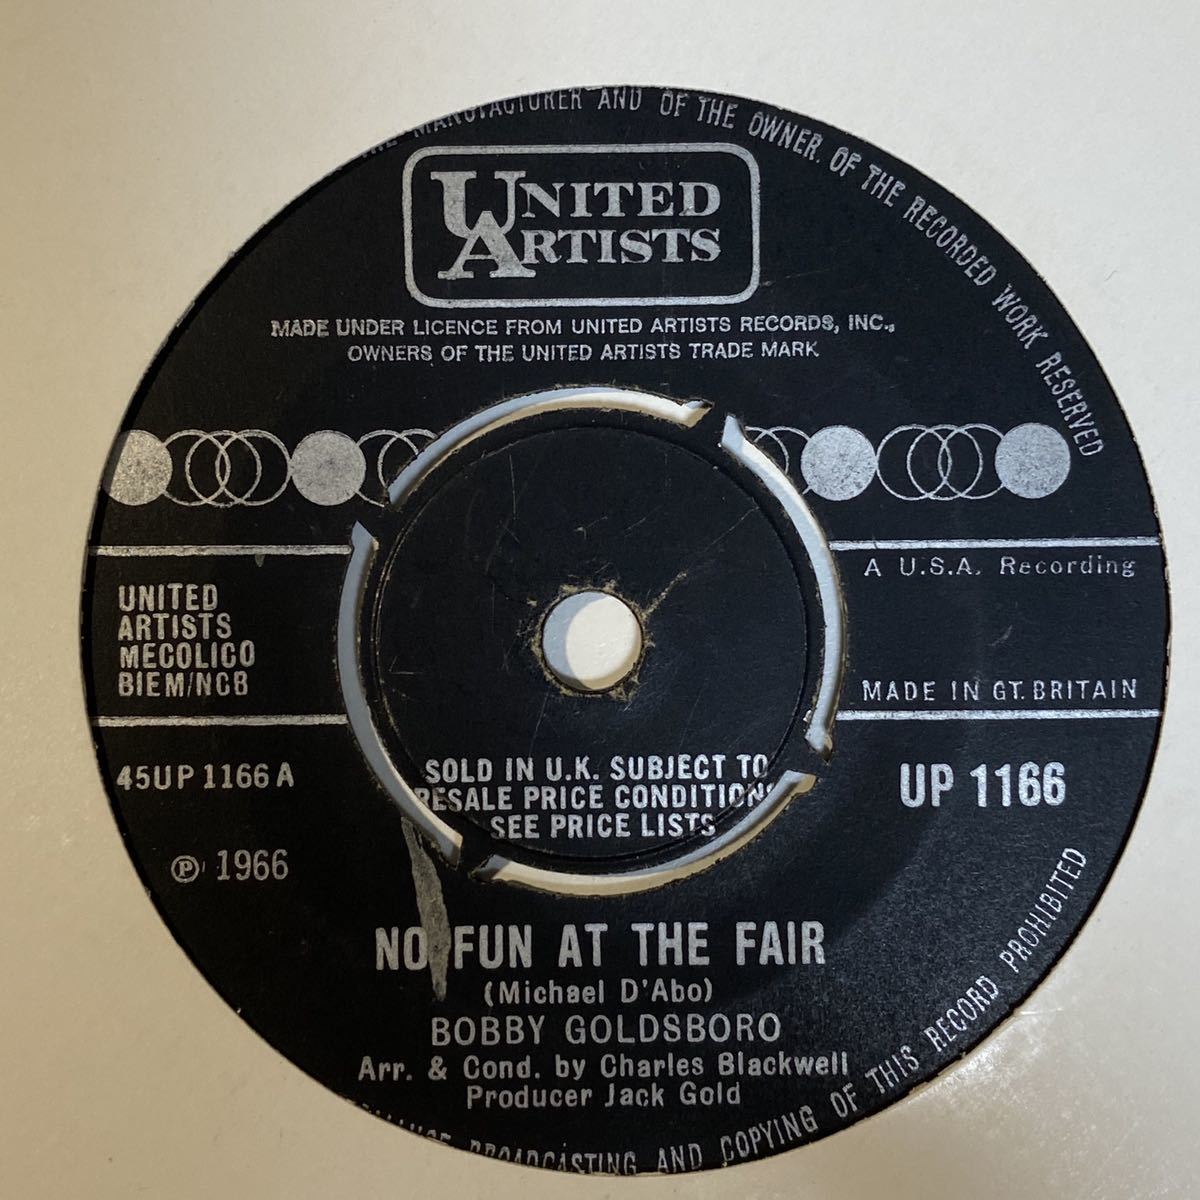 MANUFACTURER AND OF THE OWNER OF THE RECORDED WORK RESERVED
UNITED
ARTISTS
MADE UNDER LICENCE FROM UNITED ARTISTS RECORDS, INC.,
OWNERS OF THE UNITED ARTISTS TRADE MARK
A U.S.A. Recording
UNITED
ARTISTS
MECOLICO
BIEM/NCB
MADE IN GT. BRITAIN
45UP 1166 A
SOLD IN U.K. SUBJECT TO
RESALE PRICE CONDITIONS
SEE PRICE LISTS
UP 1166
℗ 1966
NO FUN AT THE FAIR
(Michael D'Abo)
BOBBY GOLDSBORO
Arr. & Cond. by Charles Blackwell
Producer Jack Gold
BROADCASTING AND COPYING OF THIS RECORD PROHIBITED